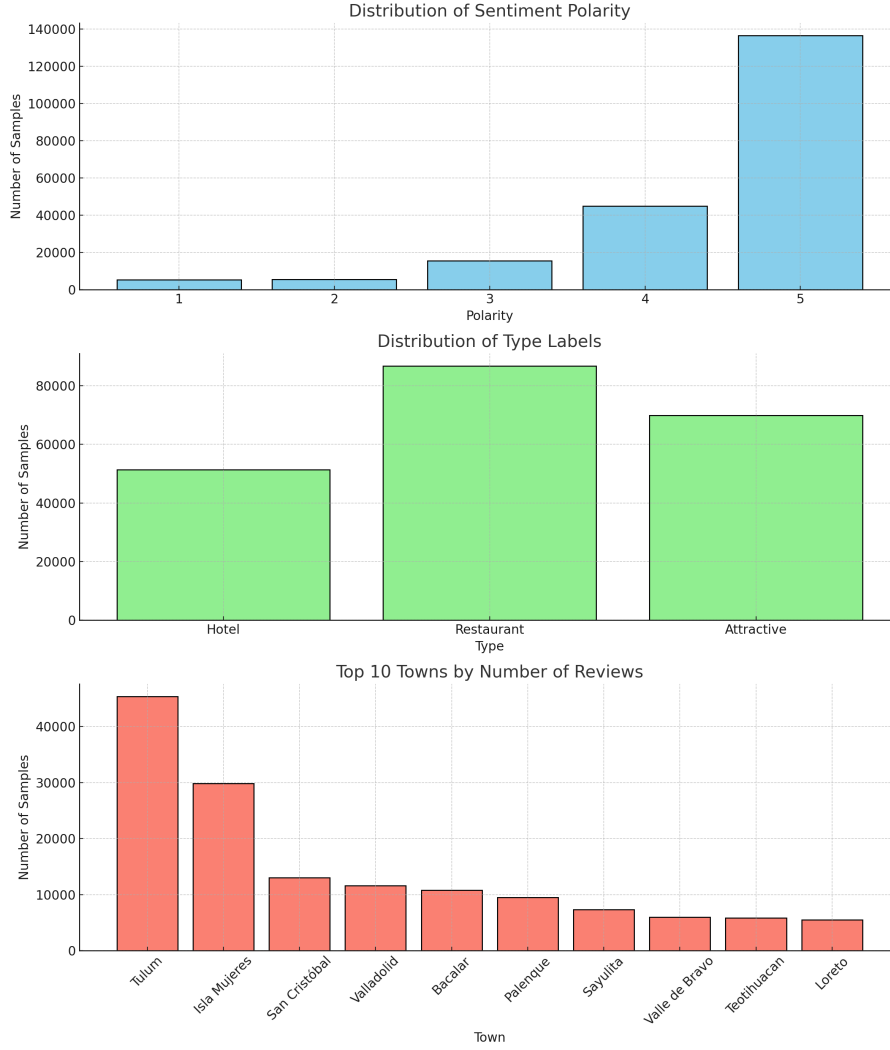 Distribution of Sentiment Polarity
140000
120000
100000
80000
60000
40000
20000
0
Number of Samples
1 2 3 4 5
Polarity
Distribution of Type Labels
80000
60000
40000
20000
0
Number of Samples
Hotel Restaurant Attractive
Type
Top 10 Towns by Number of Reviews
40000
30000
20000
10000
0
Number of Samples
Tulum
Isla Mujeres
San Cristóbal
Valladolid
Bacalar
Palenque
Sayulita
Valle de Bravo
Teotihuacan
Loreto
Town